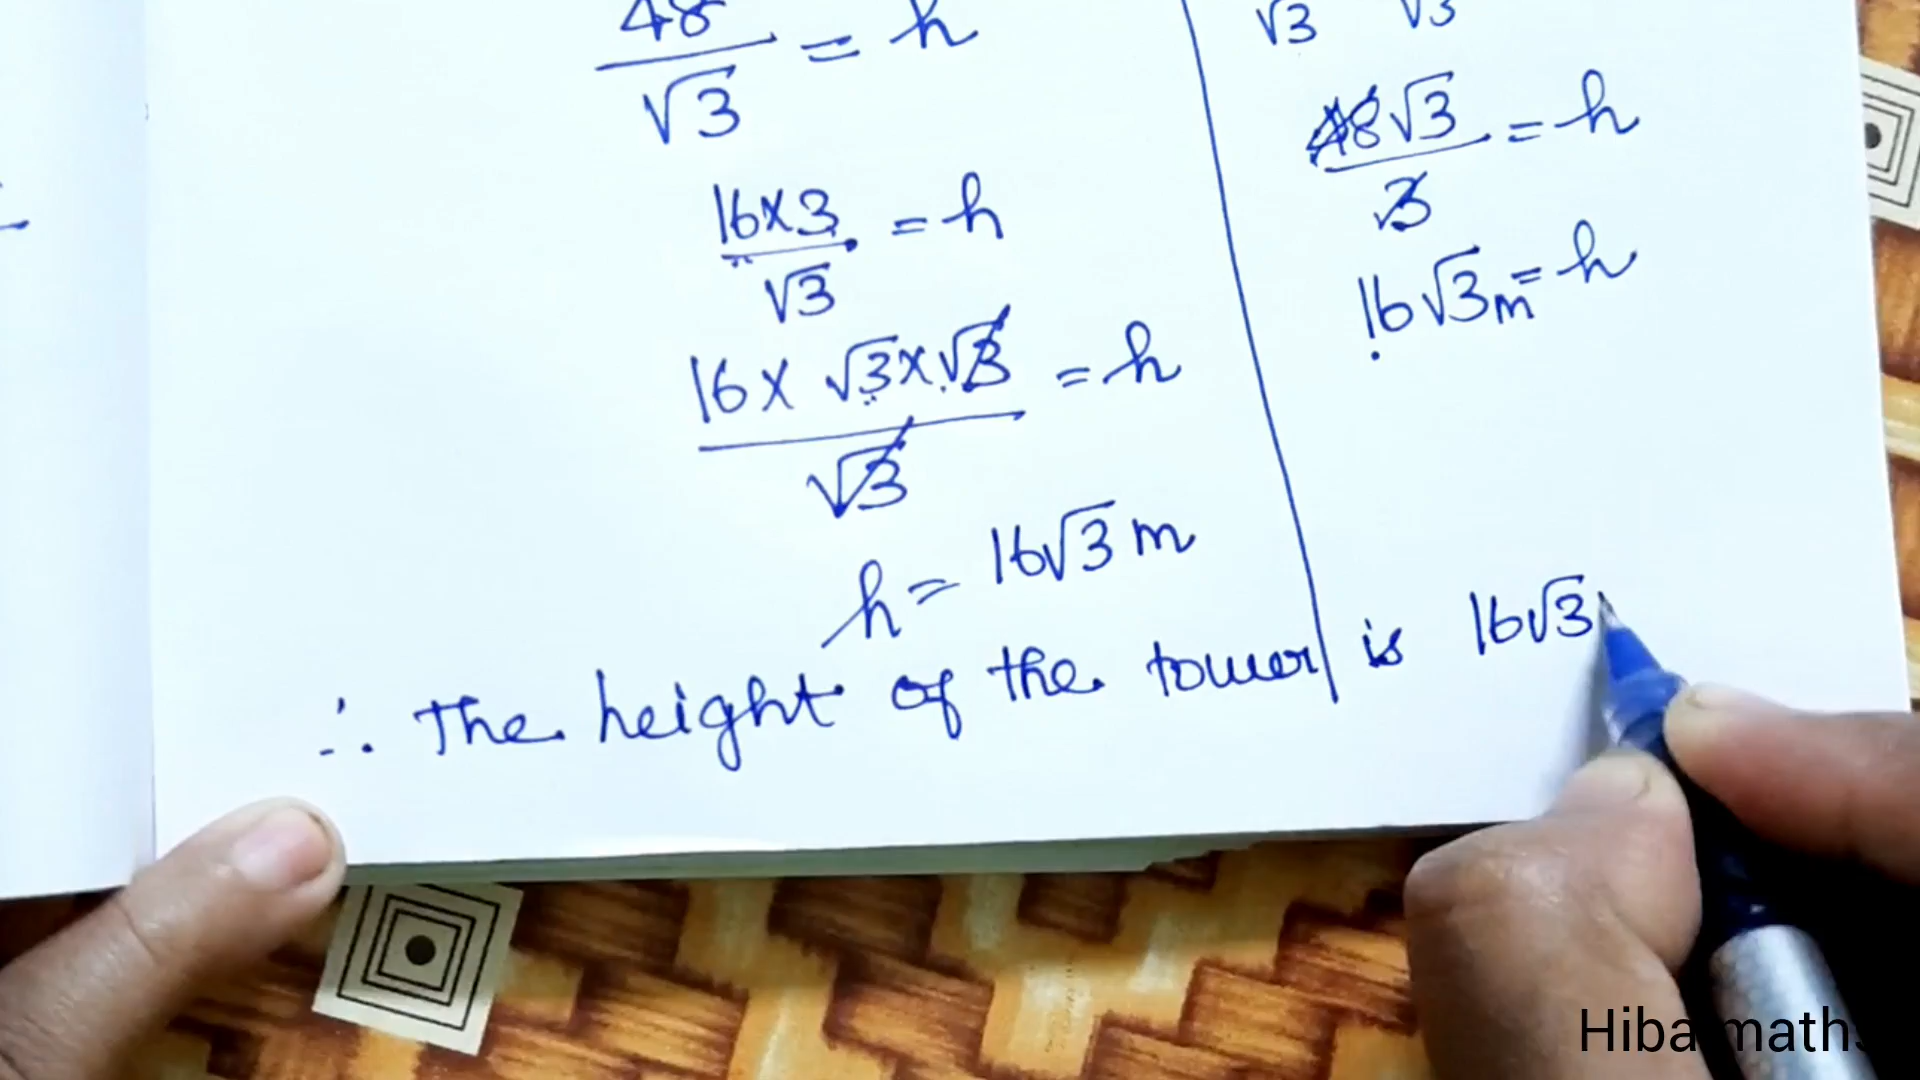 48/√3 = h
16×3/√3 = h
16× √3×√3/√3 = h
h = 16√3 m
√3 √3
48√3/3 = h
16√3m = h
∴ The height of the tower is 16√3
Hiba maths